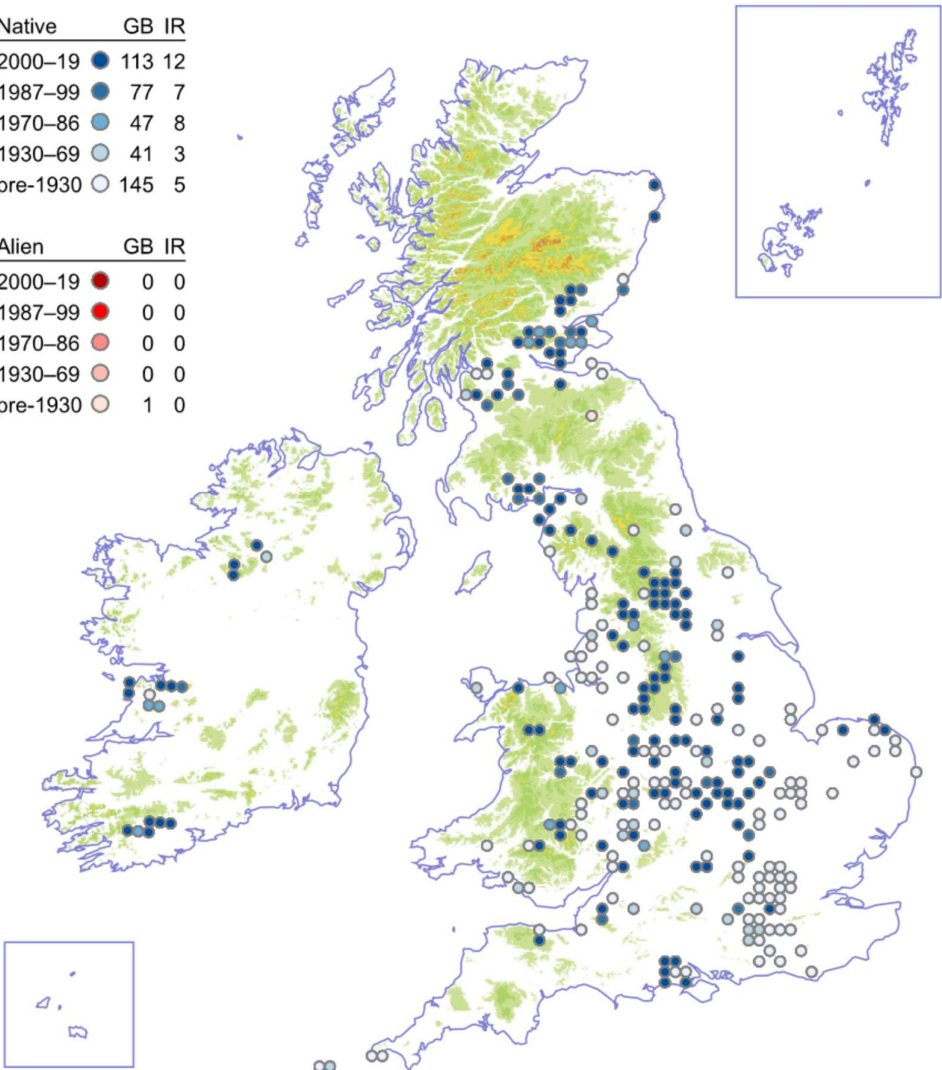 Native GB IR
2000–19 113 12
1987–99 77 7
1970–86 47 8
1930–69 41 3
pre-1930 145 5
Alien GB IR
2000–19 0 0
1987–99 0 0
1970–86 0 0
1930–69 0 0
pre-1930 1 0